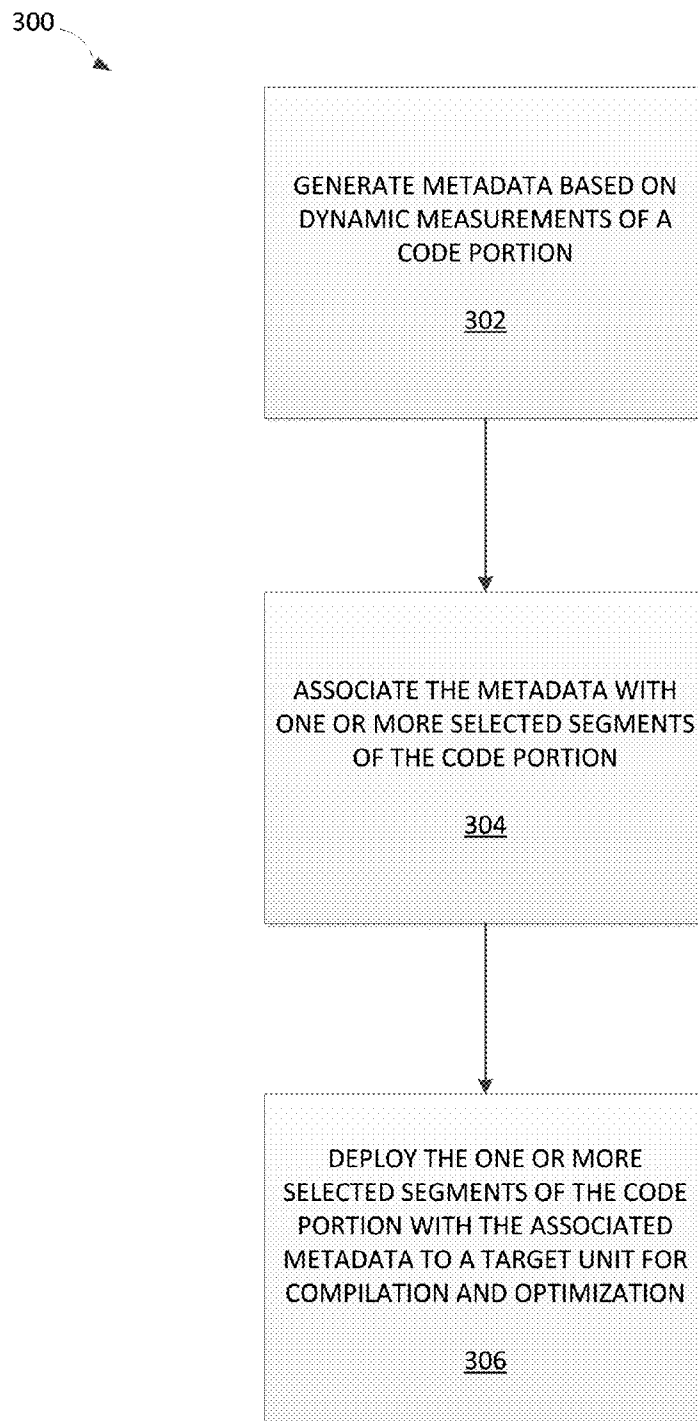 300
GENERATE METADATA BASED ON
DYNAMIC MEASUREMENTS OF A
CODE PORTION
302
ASSOCIATE THE METADATA WITH
ONE OR MORE SELECTED SEGMENTS
OF THE CODE PORTION
304
DEPLOY THE ONE OR MORE
SELECTED SEGMENTS OF THE CODE
PORTION WITH THE ASSOCIATED
METADATA TO A TARGET UNIT FOR
COMPILATION AND OPTIMIZATION
306